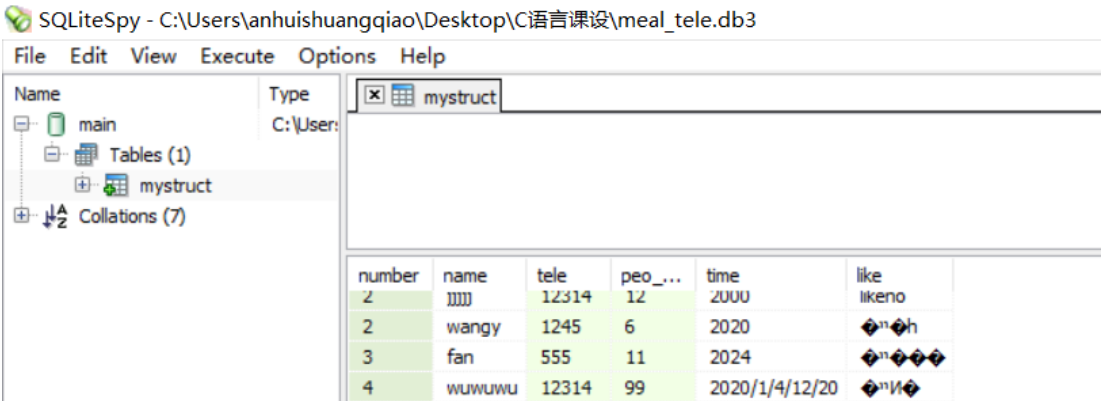 SQLiteSpy - C:\Users\anhuishuangqiao\Desktop\C语言课设\meal_tele.db3
File Edit View Execute Options Help
Name Type
mystruct
main C:\User:
Tables (1)
mystruct
Collations (7)
number name tele peo_... time like
2 ]]]]]] 12314 12 2000 likeno
2 wangy 1245 6 2020 �״�h
3 fan 555 11 2024 �״���
4 wuwuwu 12314 99 2020/1/4/12/20 �״И�